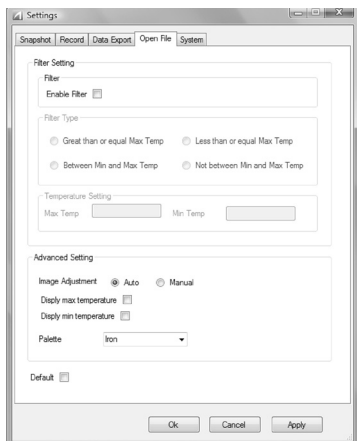 Settings
Snapshot Record Data Export Open File System
Filter Setting
Filter
Enable Filter
Filter Type
Great than or equal Max Temp Less than or equal Max Temp
Between Min and Max Temp Not between Min and Max Temp
Temperature Setting
Max Temp Min Temp
Advanced Setting
Image Adjustment Auto Manual
Disply max temperature
Disply min temperature
Palette Iron
Default
Ok Cancel Apply